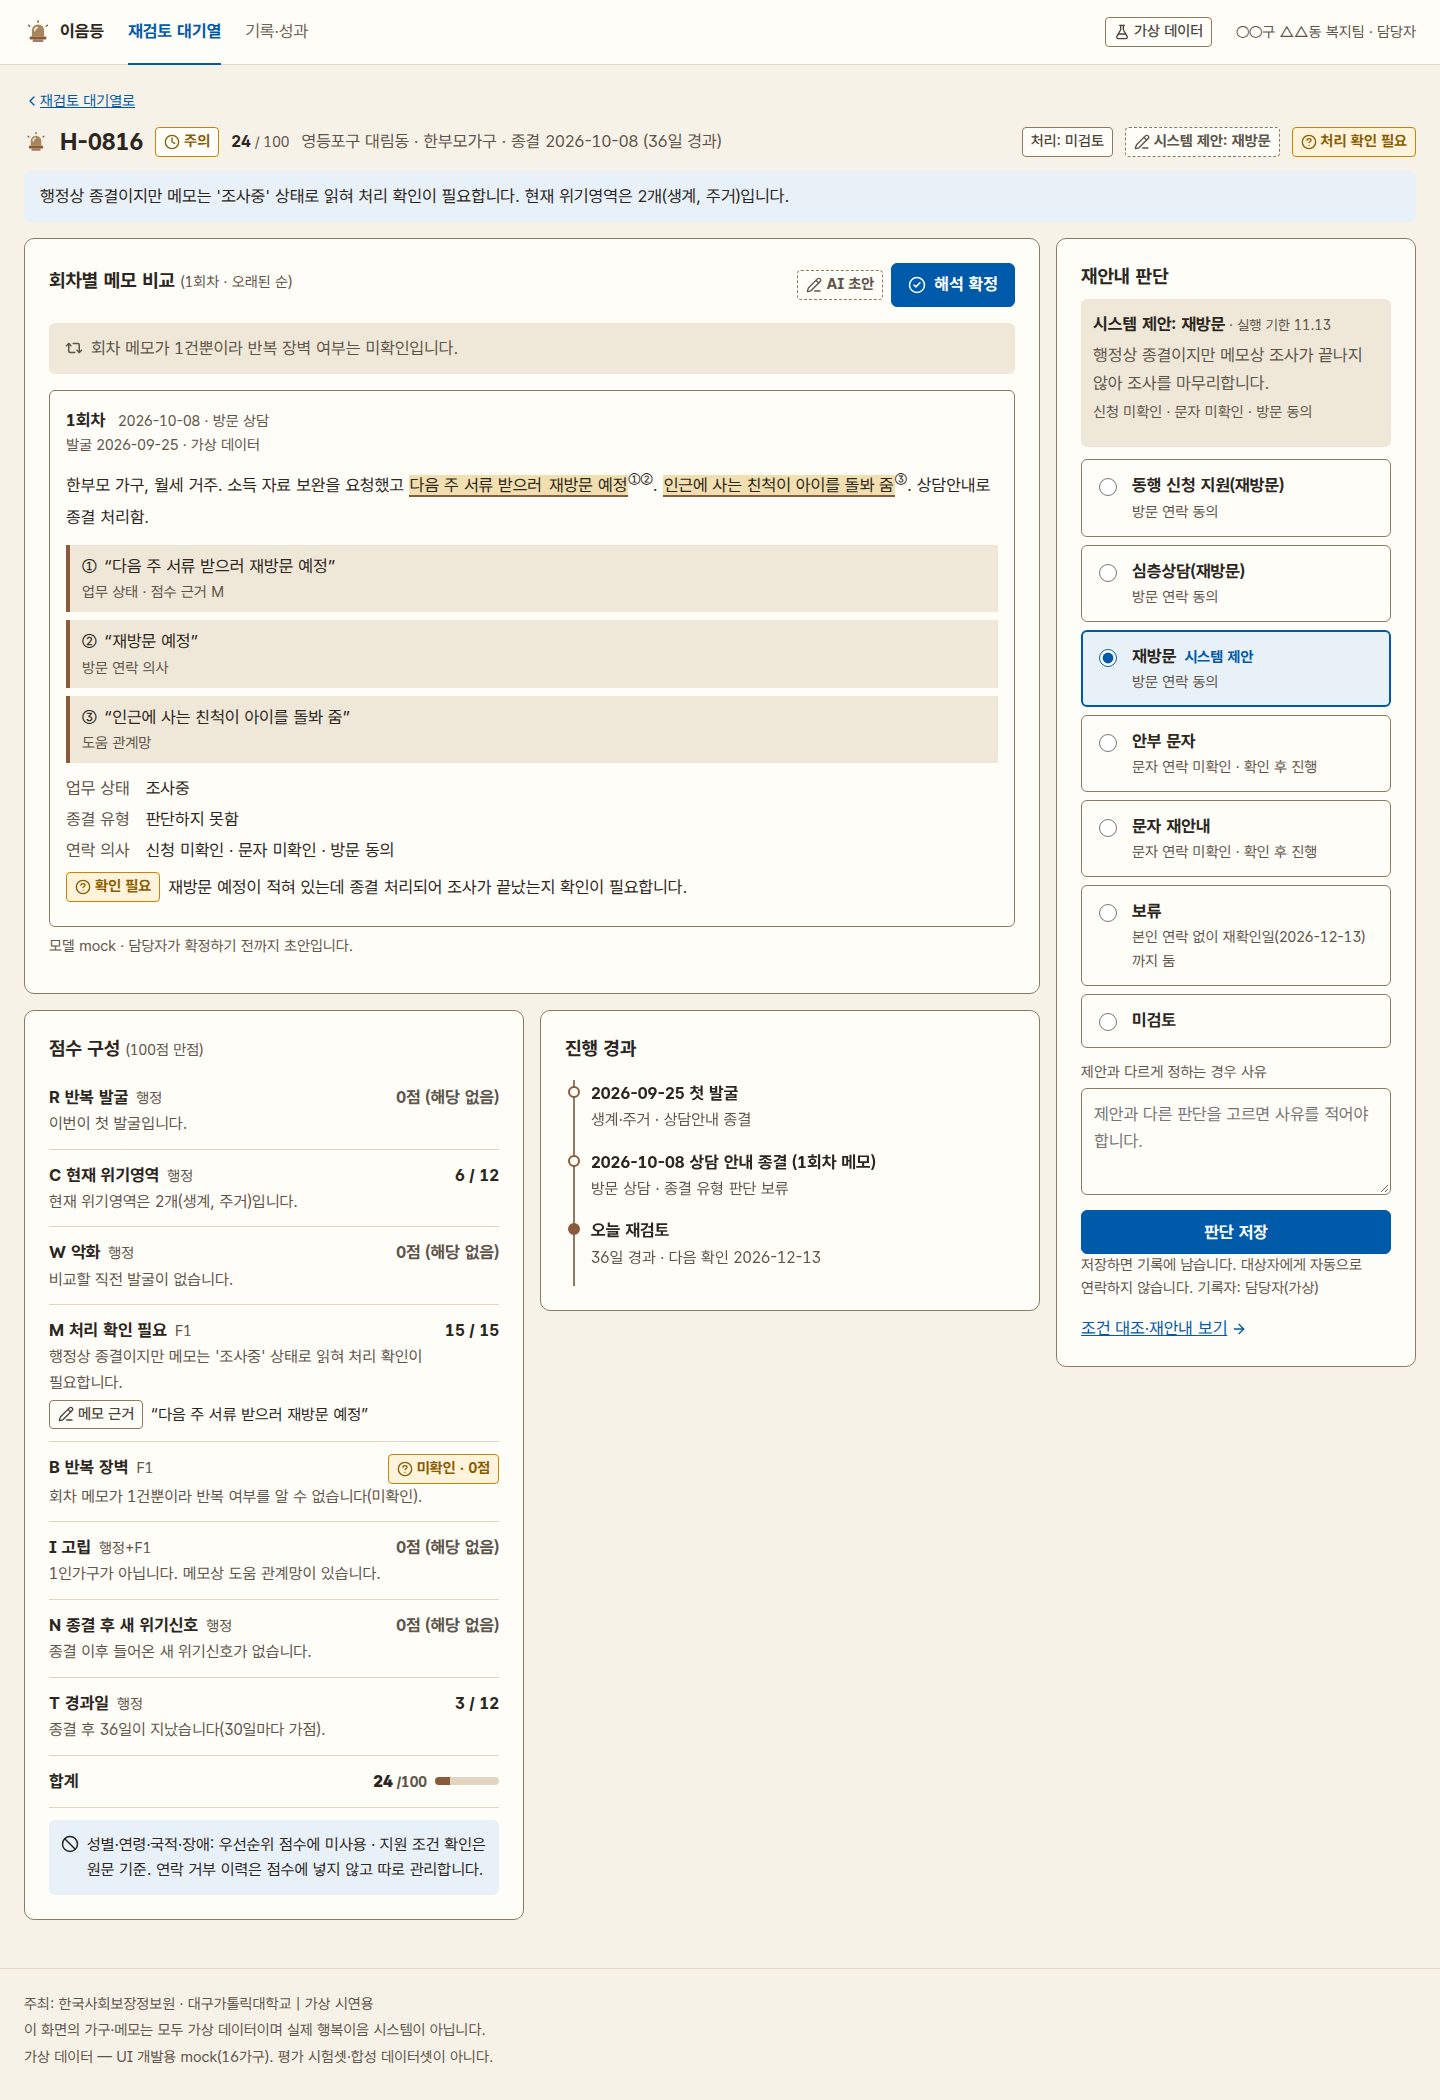 이음등
재검토 대기열
기록·성과
가상 데이터
○○구 △△동 복지팀 · 담당자
재검토 대기열로
H-0816
주의
24 / 100
영등포구 대림동 · 한부모가구 · 종결 2026-10-08 (36일 경과)
처리: 미검토
시스템 제안: 재방문
처리 확인 필요
행정상 종결이지만 메모는 '조사중' 상태로 읽혀 처리 확인이 필요합니다. 현재 위기영역은 2개(생계, 주거)입니다.
회차별 메모 비교 (1회차 · 오래된 순)
AI 초안
해석 확정
회차 메모가 1건뿐이라 반복 장벽 여부는 미확인입니다.
1회차 2026-10-08 · 방문 상담
발굴 2026-09-25 · 가상 데이터
한부모 가구, 월세 거주. 소득 자료 보완을 요청했고 다음 주 서류 받으러 재방문 예정①②. 인근에 사는 친척이 아이를 돌봐 줌③. 상담안내로
종결 처리함.
① “다음 주 서류 받으러 재방문 예정”
업무 상태 · 점수 근거 M
② “재방문 예정”
방문 연락 의사
③ “인근에 사는 친척이 아이를 돌봐 줌”
도움 관계망
업무 상태 조사중
종결 유형 판단하지 못함
연락 의사 신청 미확인 · 문자 미확인 · 방문 동의
확인 필요 재방문 예정이 적혀 있는데 종결 처리되어 조사가 끝났는지 확인이 필요합니다.
모델 mock · 담당자가 확정하기 전까지 초안입니다.
재안내 판단
시스템 제안: 재방문 · 실행 기한 11.13
행정상 종결이지만 메모상 조사가 끝나지
않아 조사를 마무리합니다.
신청 미확인 · 문자 미확인 · 방문 동의
동행 신청 지원(재방문)
방문 연락 동의
심층상담(재방문)
방문 연락 동의
재방문 시스템 제안
방문 연락 동의
안부 문자
문자 연락 미확인 · 확인 후 진행
문자 재안내
문자 연락 미확인 · 확인 후 진행
보류
본인 연락 없이 재확인일(2026-12-13)
까지 둠
미검토
제안과 다르게 정하는 경우 사유
제안과 다른 판단을 고르면 사유를 적어야
합니다.
판단 저장
저장하면 기록에 남습니다. 대상자에게 자동으로
연락하지 않습니다. 기록자: 담당자(가상)
조건 대조·재안내 보기
점수 구성 (100점 만점)
R 반복 발굴 행정 0점 (해당 없음)
이번이 첫 발굴입니다.
C 현재 위기영역 행정 6 / 12
현재 위기영역은 2개(생계, 주거)입니다.
W 악화 행정 0점 (해당 없음)
비교할 직전 발굴이 없습니다.
M 처리 확인 필요 F1 15 / 15
행정상 종결이지만 메모는 '조사중' 상태로 읽혀 처리 확인이
필요합니다.
메모 근거 “다음 주 서류 받으러 재방문 예정”
B 반복 장벽 F1 미확인 · 0점
회차 메모가 1건뿐이라 반복 여부를 알 수 없습니다(미확인).
I 고립 행정+F1 0점 (해당 없음)
1인가구가 아닙니다. 메모상 도움 관계망이 있습니다.
N 종결 후 새 위기신호 행정 0점 (해당 없음)
종결 이후 들어온 새 위기신호가 없습니다.
T 경과일 행정 3 / 12
종결 후 36일이 지났습니다(30일마다 가점).
합계 24 /100
성별·연령·국적·장애: 우선순위 점수에 미사용 · 지원 조건 확인은
원문 기준. 연락 거부 이력은 점수에 넣지 않고 따로 관리합니다.
진행 경과
2026-09-25 첫 발굴
생계·주거 · 상담안내 종결
2026-10-08 상담 안내 종결 (1회차 메모)
방문 상담 · 종결 유형 판단 보류
오늘 재검토
36일 경과 · 다음 확인 2026-12-13
주최: 한국사회보장정보원 · 대구가톨릭대학교 | 가상 시연용
이 화면의 가구·메모는 모두 가상 데이터이며 실제 행복이음 시스템이 아닙니다.
가상 데이터 — UI 개발용 mock(16가구). 평가 시험셋·합성 데이터셋이 아니다.